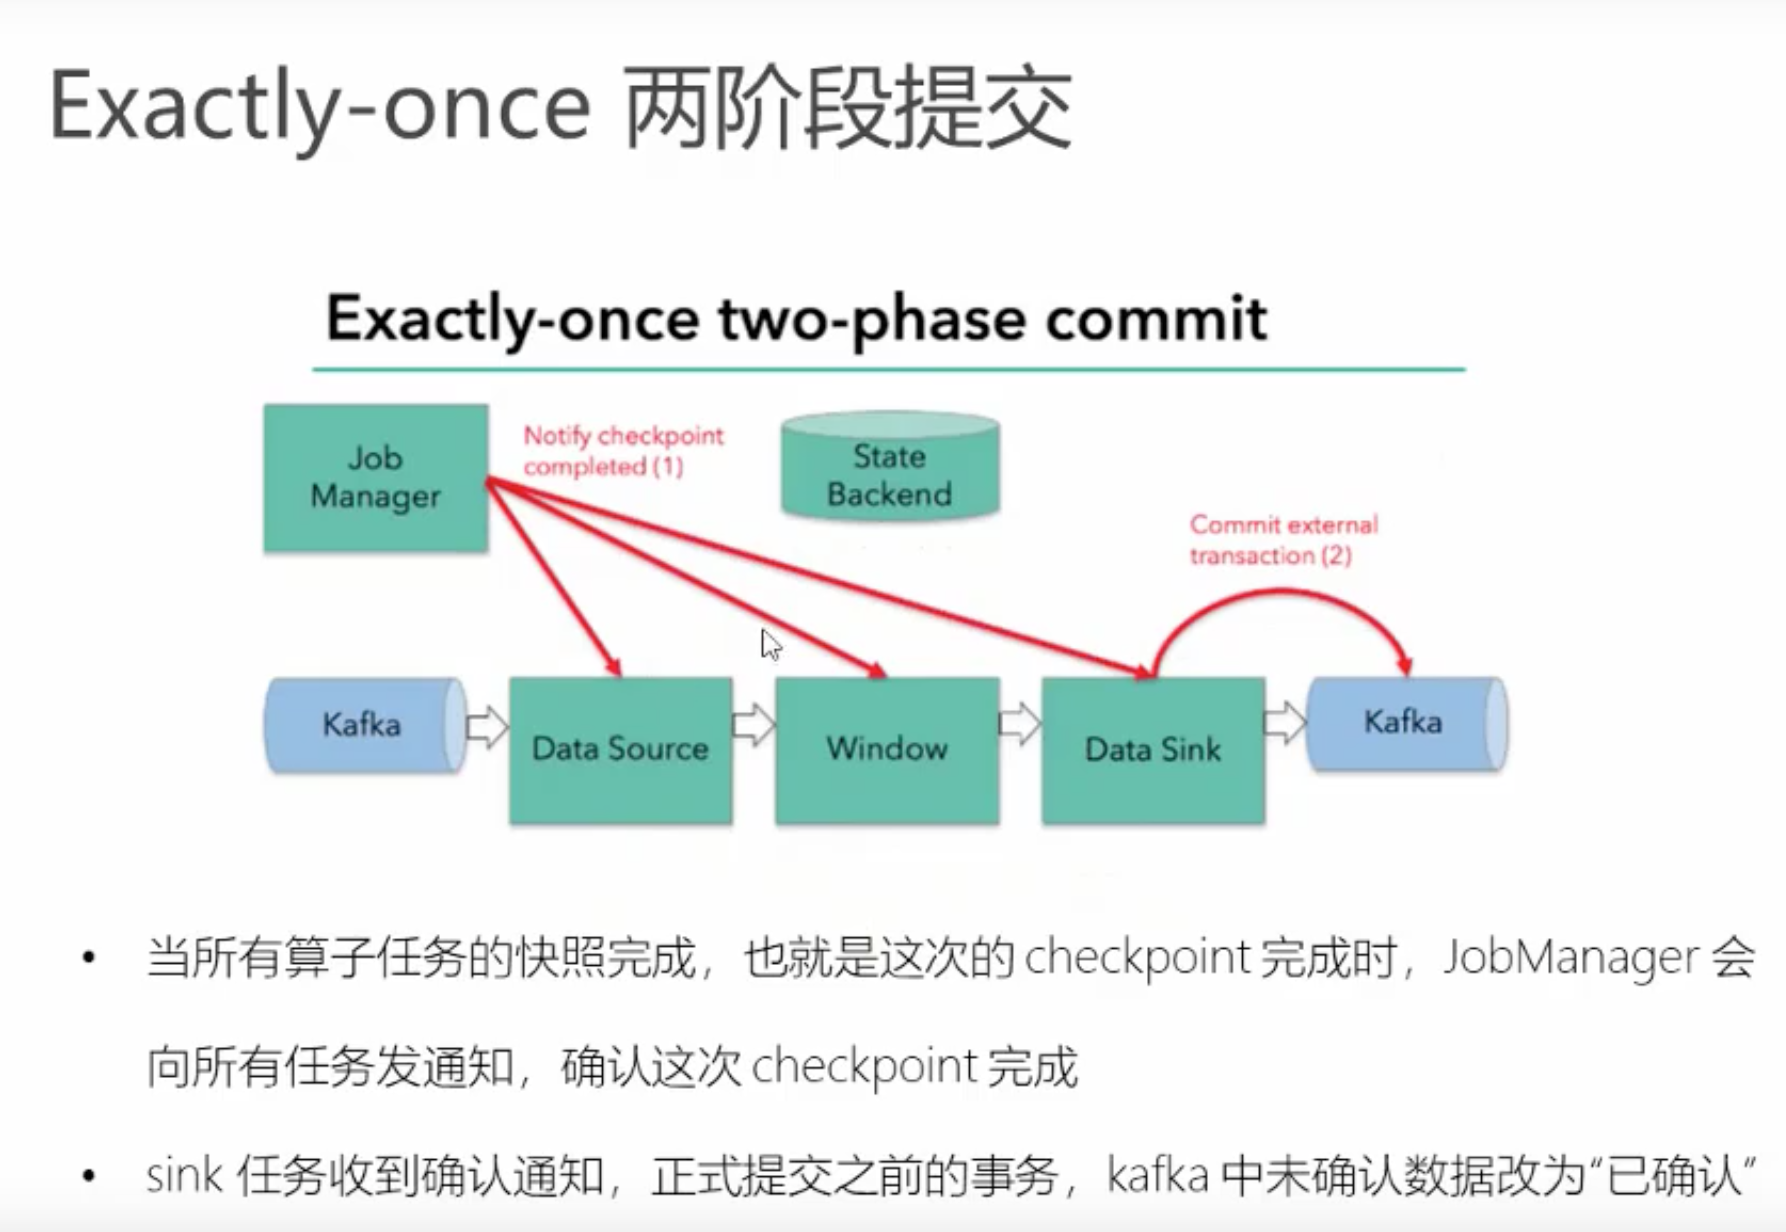 Exactly-once 两阶段提交
Exactly-once two-phase commit
Job
Manager
Notify checkpoint
completed (1)
State
Backend
Commit external
transaction (2)
Kafka
Data Source
Window
Data Sink
Kafka
• 当所有算子任务的快照完成，也就是这次的 checkpoint 完成时，JobManager 会
向所有任务发通知，确认这次 checkpoint 完成
• sink 任务收到确认通知，正式提交之前的事务，kafka 中未确认数据改为“已确认”